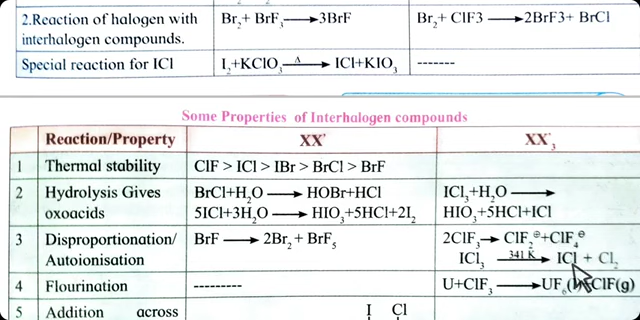 2.Reaction of halogen with Br₂+ BrF₃ ⟶ 3BrF Br₂+ ClF3 ⟶ 2BrF3+ BrCl
interhalogen compounds.
Special reaction for ICl I₂+KClO₃ —Δ→ ICl+KIO₃ -------
Some Properties of Interhalogen compounds
Reaction/Property XX' XX'₃
1 Thermal stability ClF > ICl > IBr > BrCl > BrF
2 Hydrolysis Gives BrCl+H₂O ⟶ HOBr+HCl ICl₃+H₂O ⟶
oxoacids 5ICl+3H₂O ⟶ HIO₃+5HCl+2I₂ HIO₃+5HCl+ICl
3 Disproportionation/ BrF ⟶ 2Br₂ + BrF₅ 2ClF₃ → ClF₂⊕+ClF₄⊖
Autoionisation ICl₃ —341 K→ ICl + Cl₂
4 Flourination --------- U+ClF₃ ⟶ UF₆( ClF(g)
5 Addition across I Cl